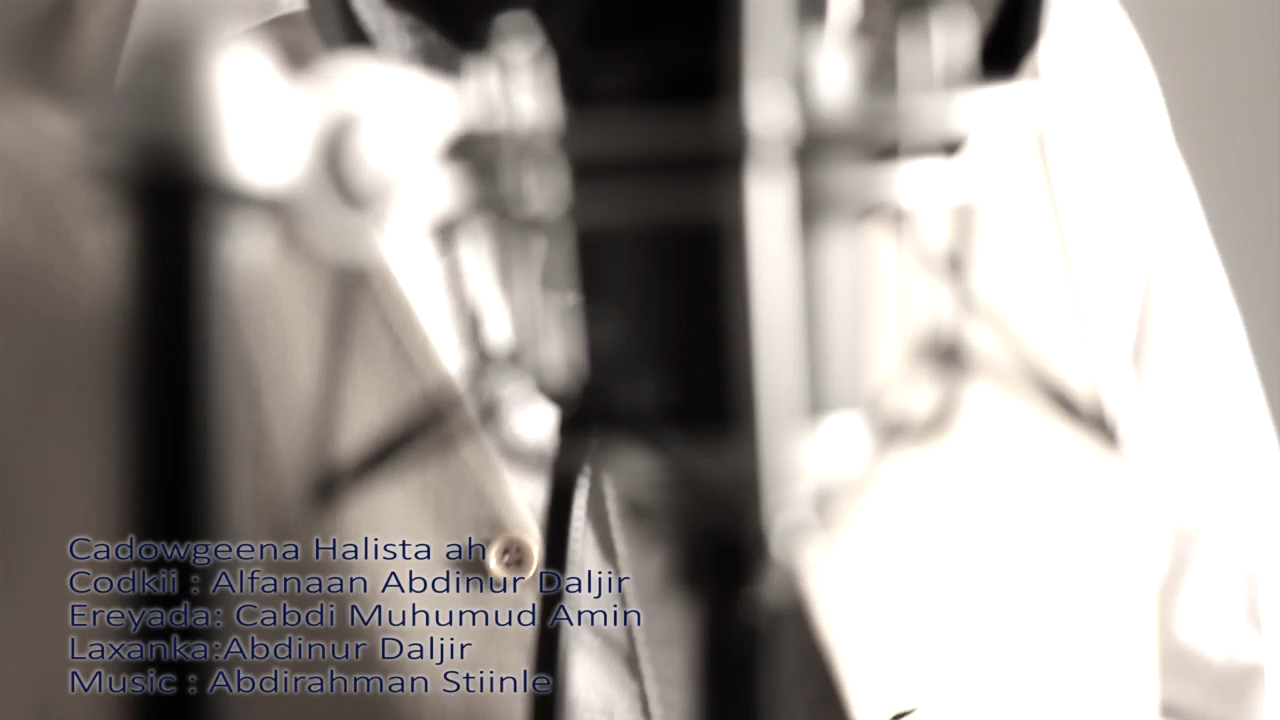 Cadowgeena Halista ah
Codkii : Alfanaan Abdinur Daljir
Ereyada: Cabdi Muhumud Amin
Laxanka:Abdinur Daljir
Music : Abdirahman Stiinle